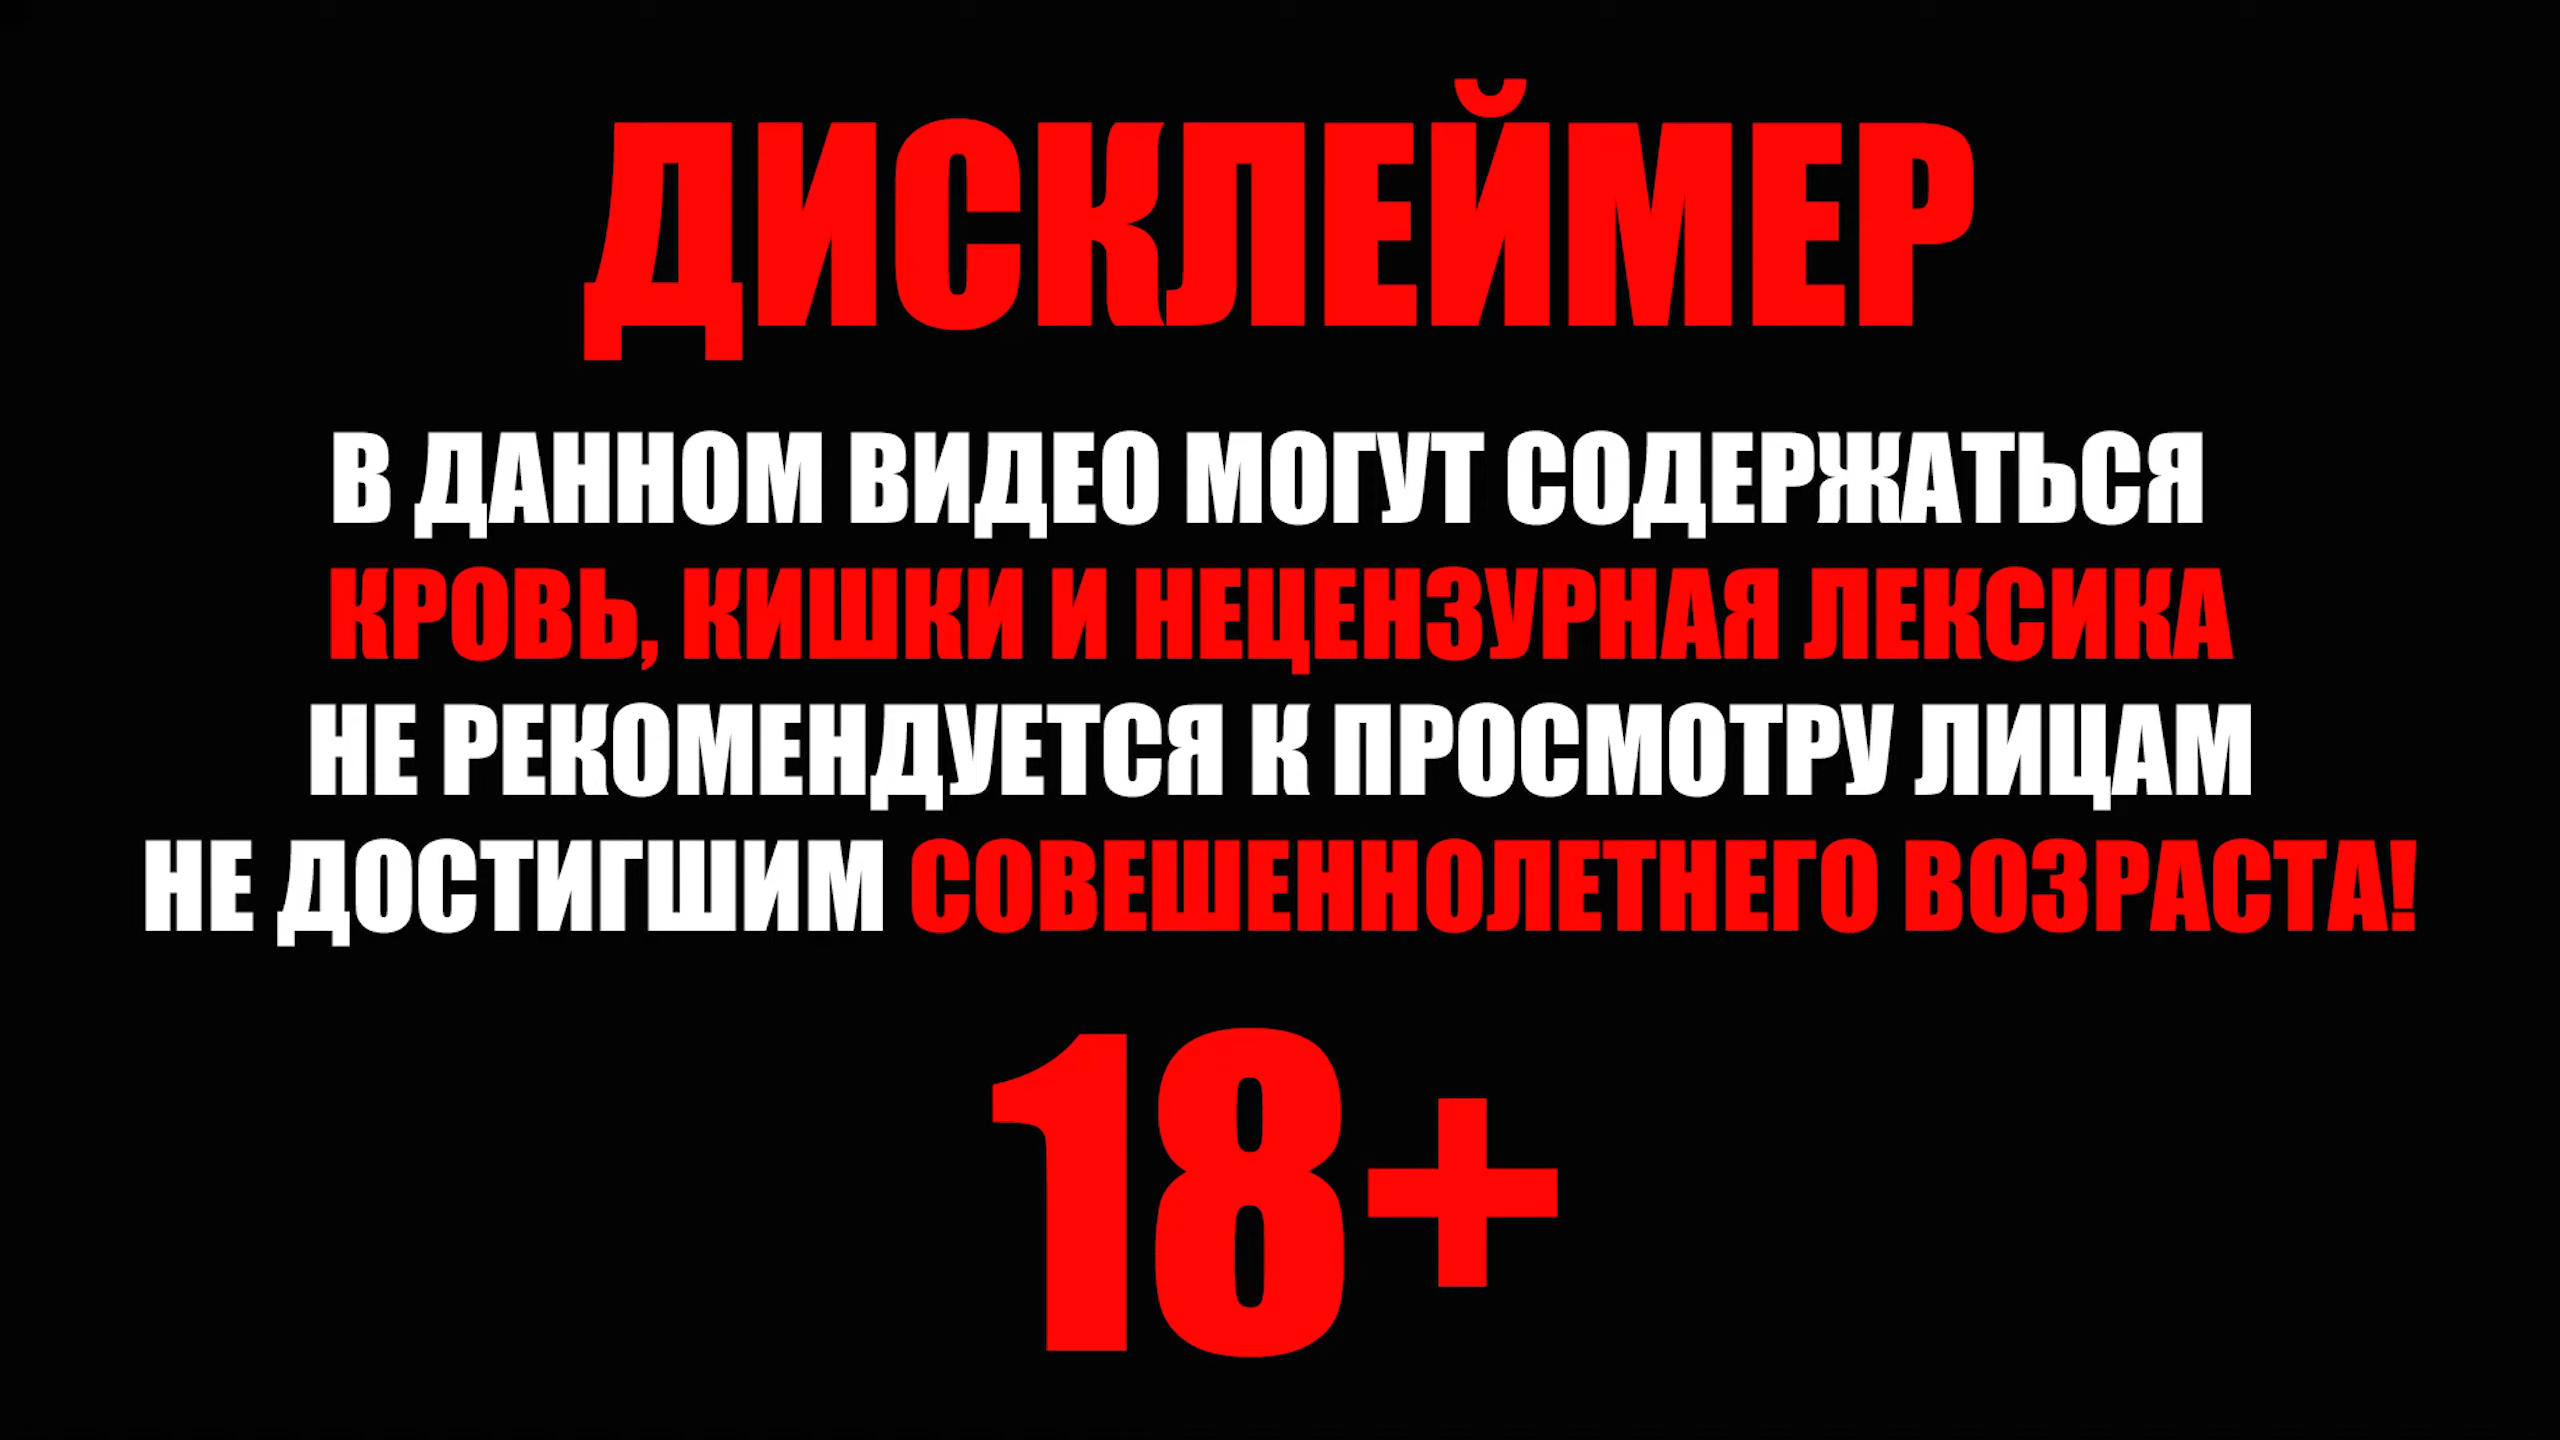 ДИСКЛЕЙМЕР
В ДАННОМ ВИДЕО МОГУТ СОДЕРЖАТЬСЯ
КРОВЬ, КИШКИ И НЕЦЕНЗУРНАЯ ЛЕКСИКА
НЕ РЕКОМЕНДУЕТСЯ К ПРОСМОТРУ ЛИЦАМ
НЕ ДОСТИГШИМ СОВЕШЕННОЛЕТНЕГО ВОЗРАСТА!
18+